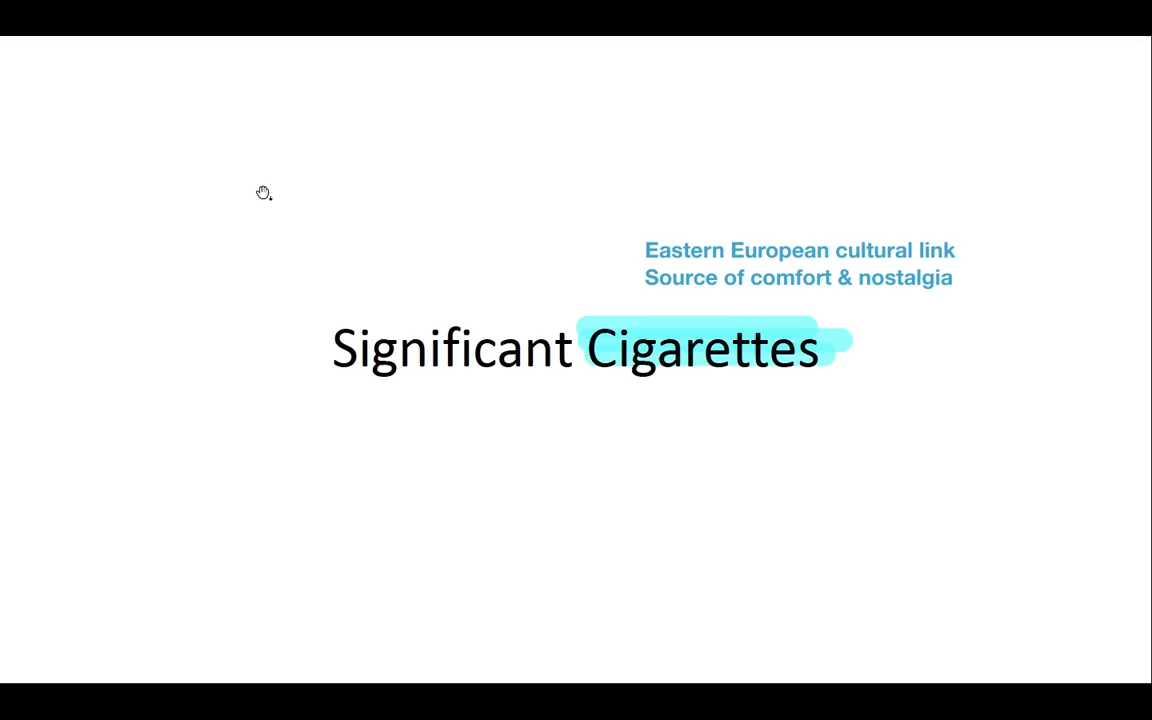 Eastern European cultural link
Source of comfort & nostalgia
Significant Cigarettes